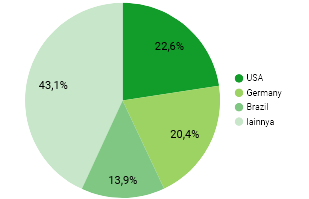 22,6%
43,1%
20,4%
13,9%
USA
Germany
Brazil
lainnya